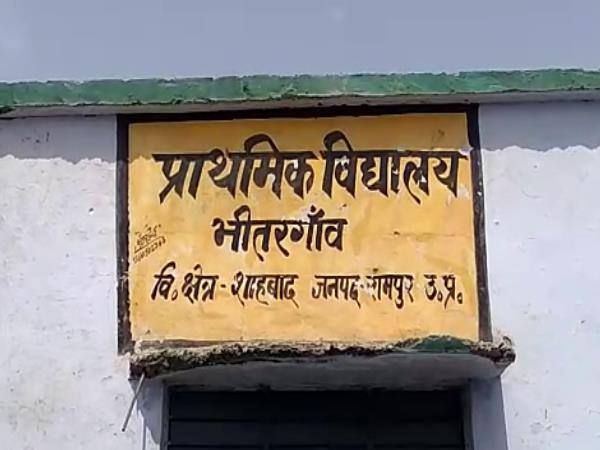 प्राथमिक विद्यालय
भीतरगाँव
वि. क्षेत्र - शाहबाद जनपद-रामपुर उ.प्र.